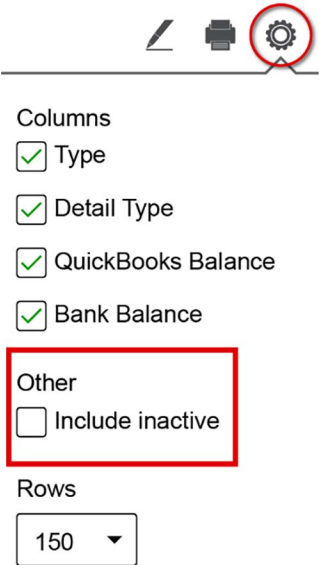 Columns
Type
Detail Type
QuickBooks Balance
Bank Balance
Other
Include inactive
Rows
150